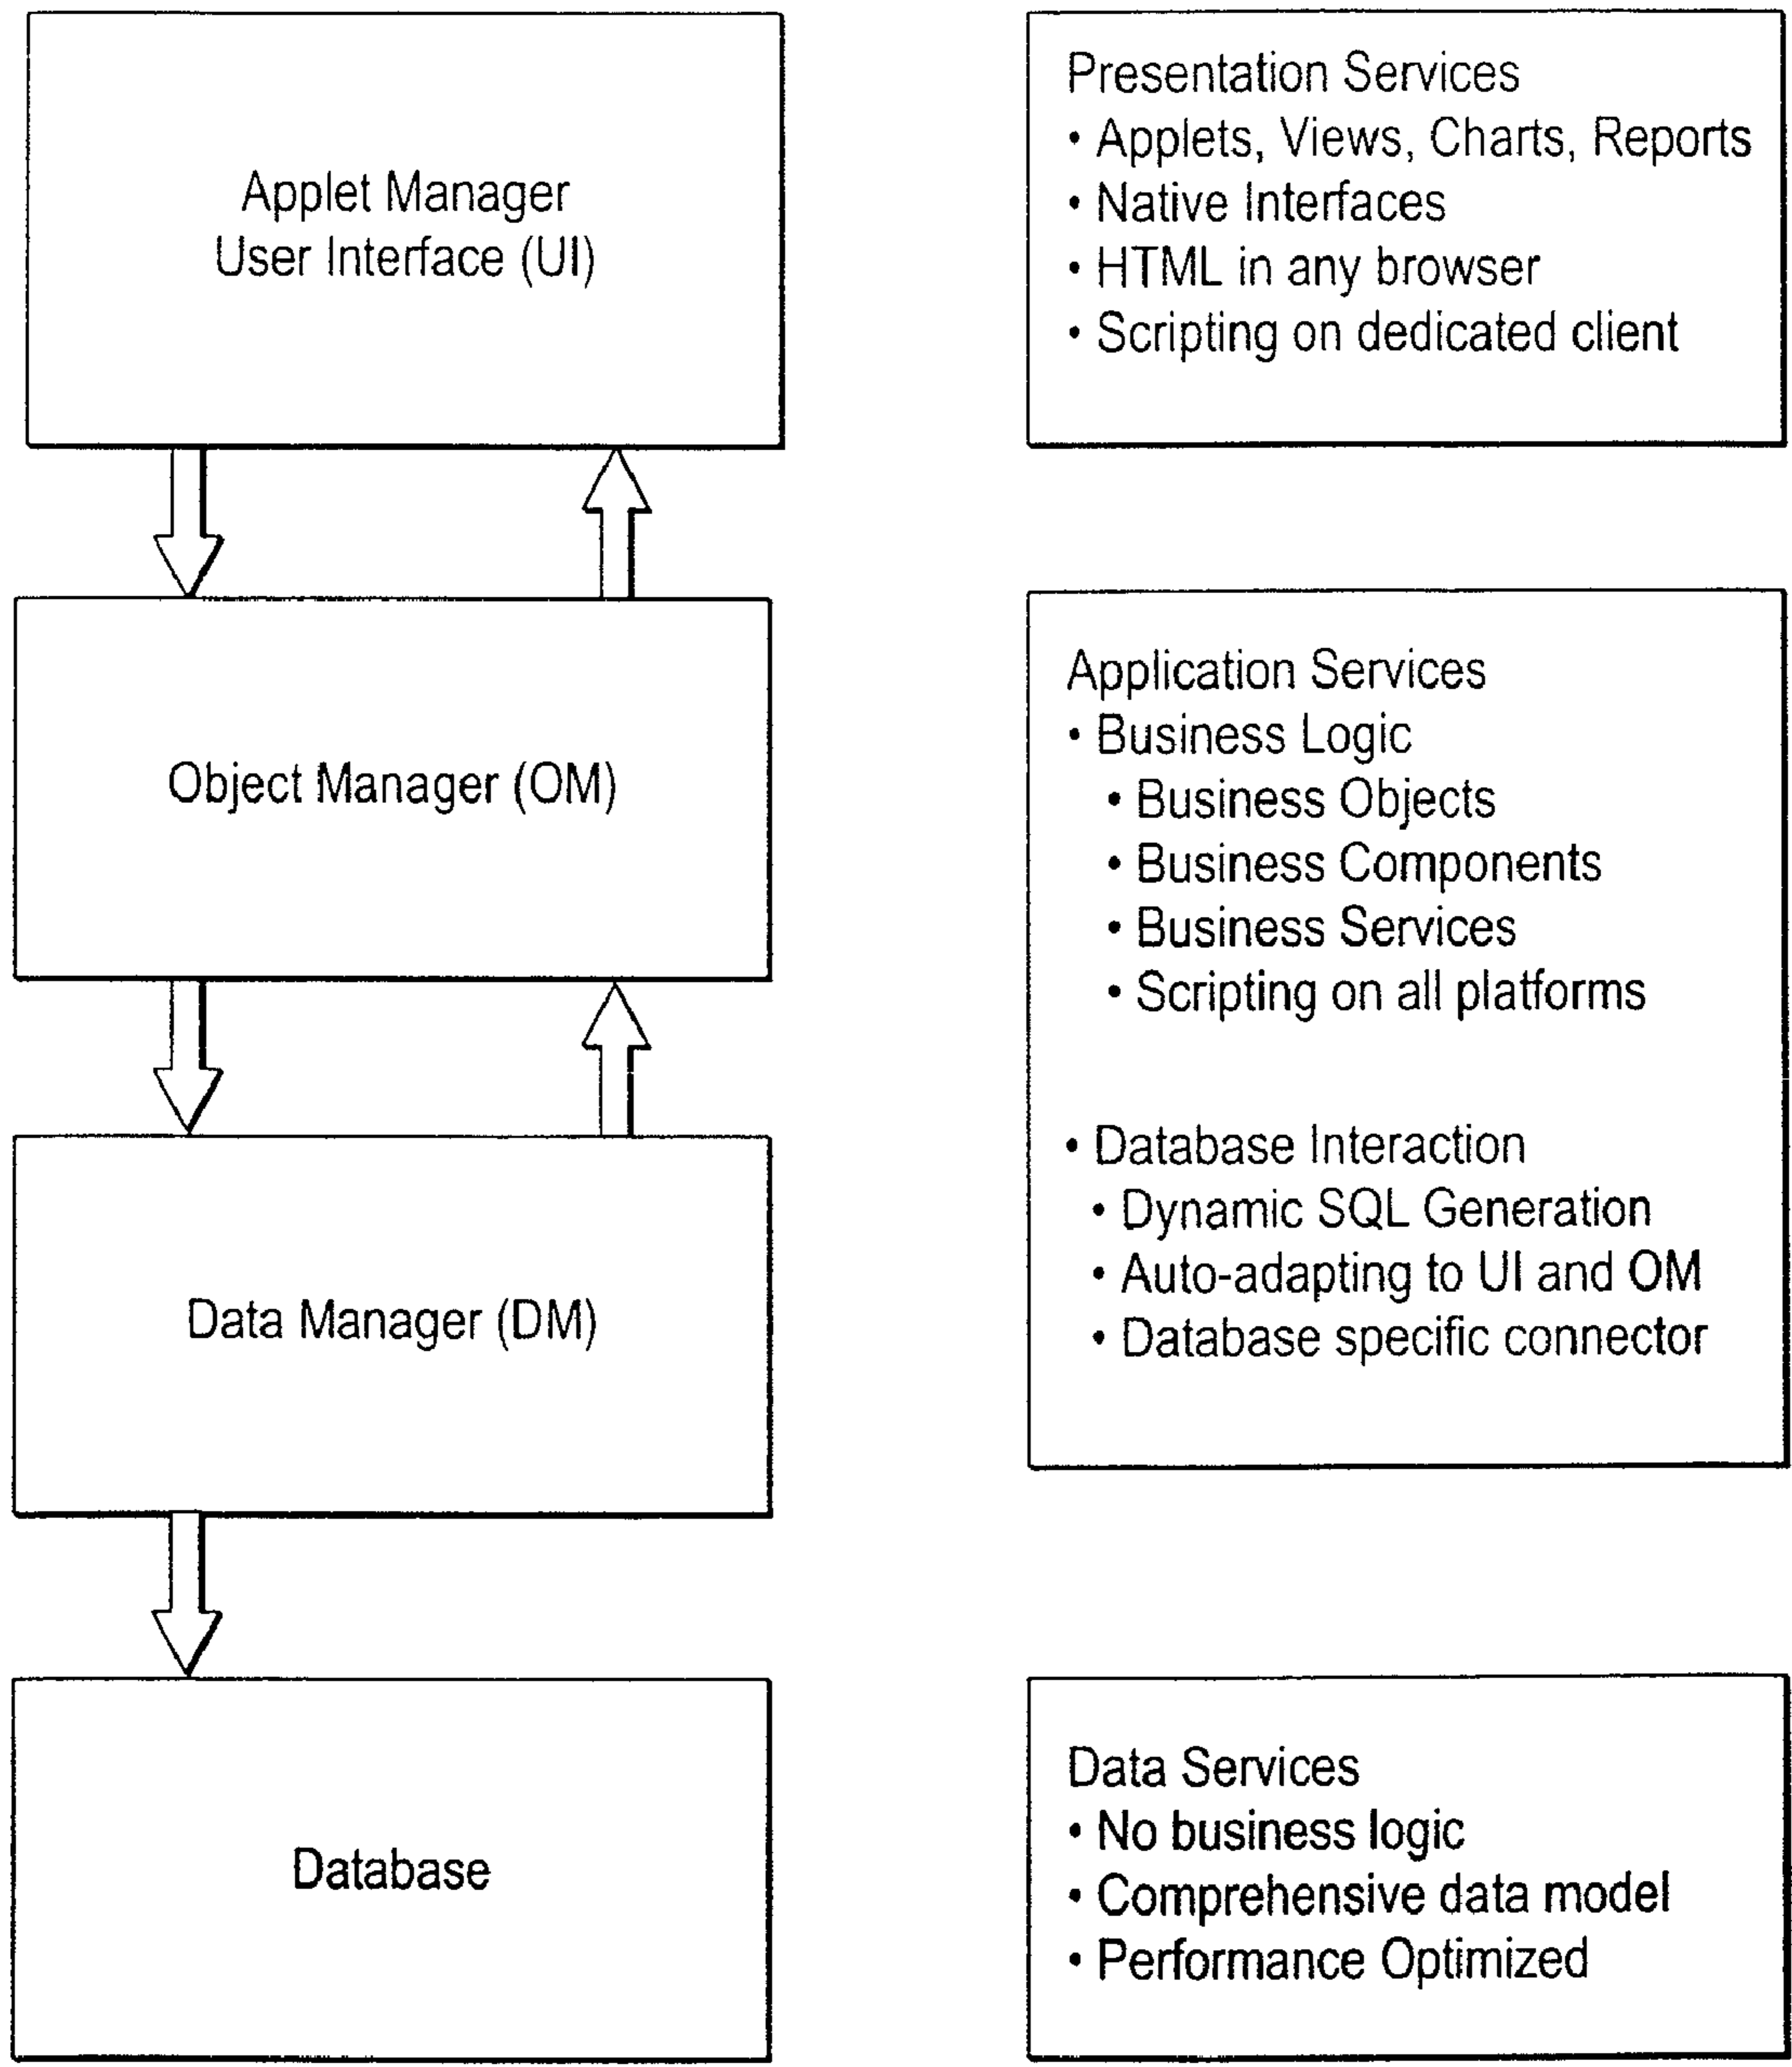 Applet Manager
User Interface (UI)
Presentation Services
• Applets, Views, Charts, Reports
• Native Interfaces
• HTML in any browser
• Scripting on dedicated client
Object Manager (OM)
Data Manager (DM)
Application Services
• Business Logic
• Business Objects
• Business Components
• Business Services
• Scripting on all platforms
• Database Interaction
• Dynamic SQL Generation
• Auto-adapting to UI and OM
• Database specific connector
Database
Data Services
• No business logic
• Comprehensive data model
• Performance Optimized